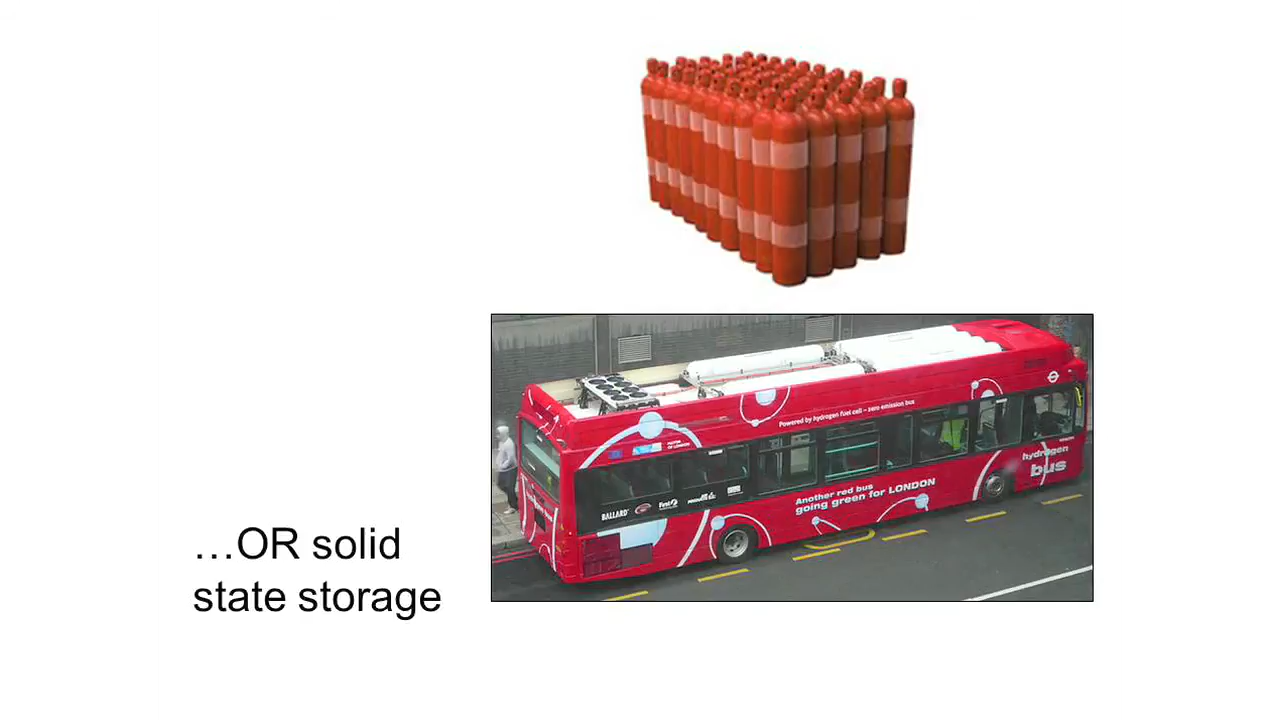 Powered by hydrogen fuel cell – zero emission bus
hydrogen
bus
Another red bus
going green for LONDON
BALLARD
First
…OR solid
state storage